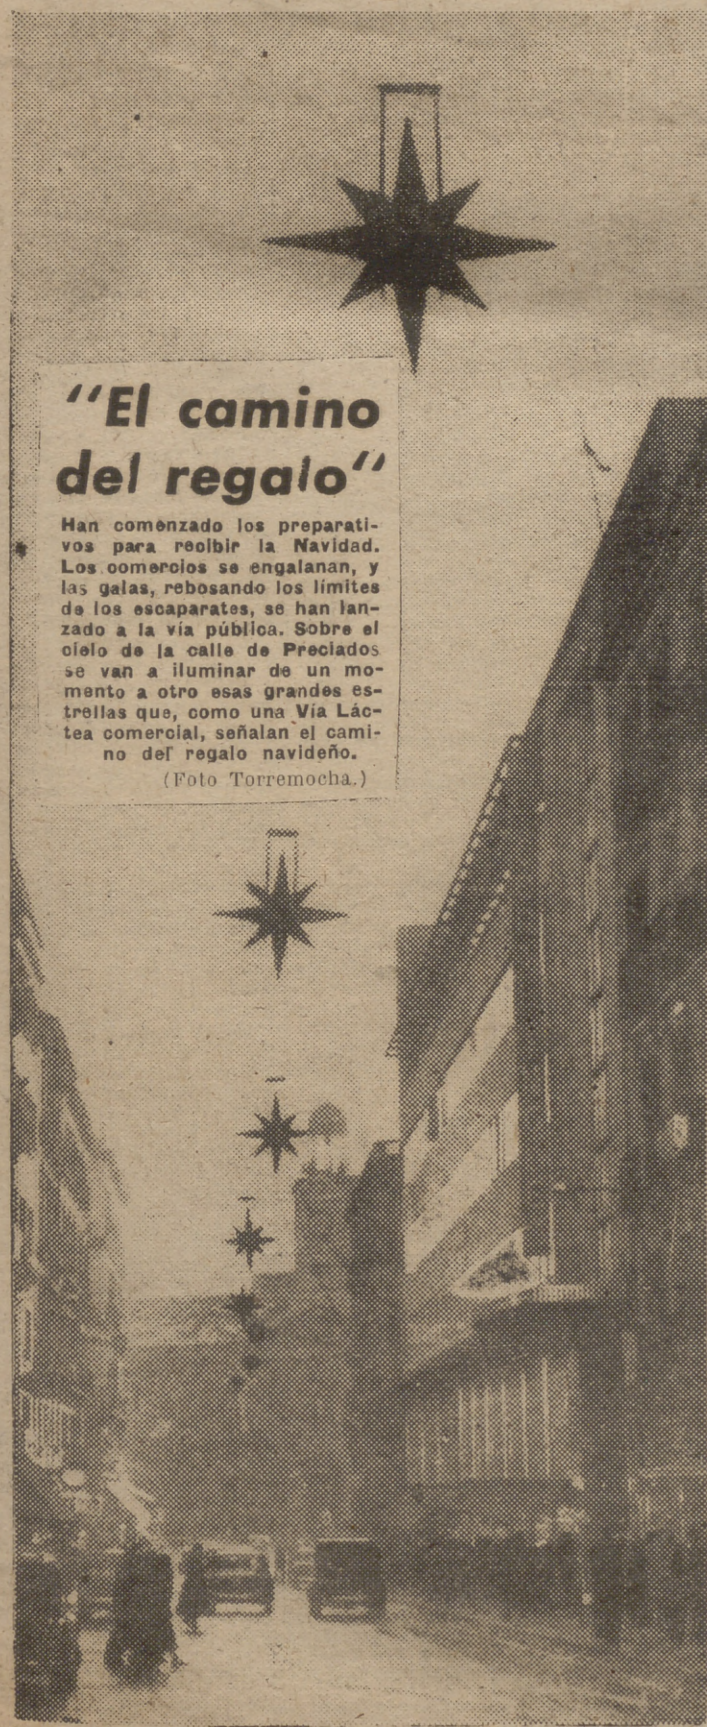 "El camino
del regalo"
Han comenzado los preparati-
vos para recibir la Navidad.
Los comercios se engalanan, y
las galas, rebosando los límites
de los escaparates, se han lan-
zado a la vía pública. Sobre el
cielo de la calle de Preciados
se van a iluminar de un mo-
mento a otro esas grandes es-
trellas que, como una Vía Lác-
tea comercial, señalan el cami-
no del regalo navideño.
(Foto Torremocha.)